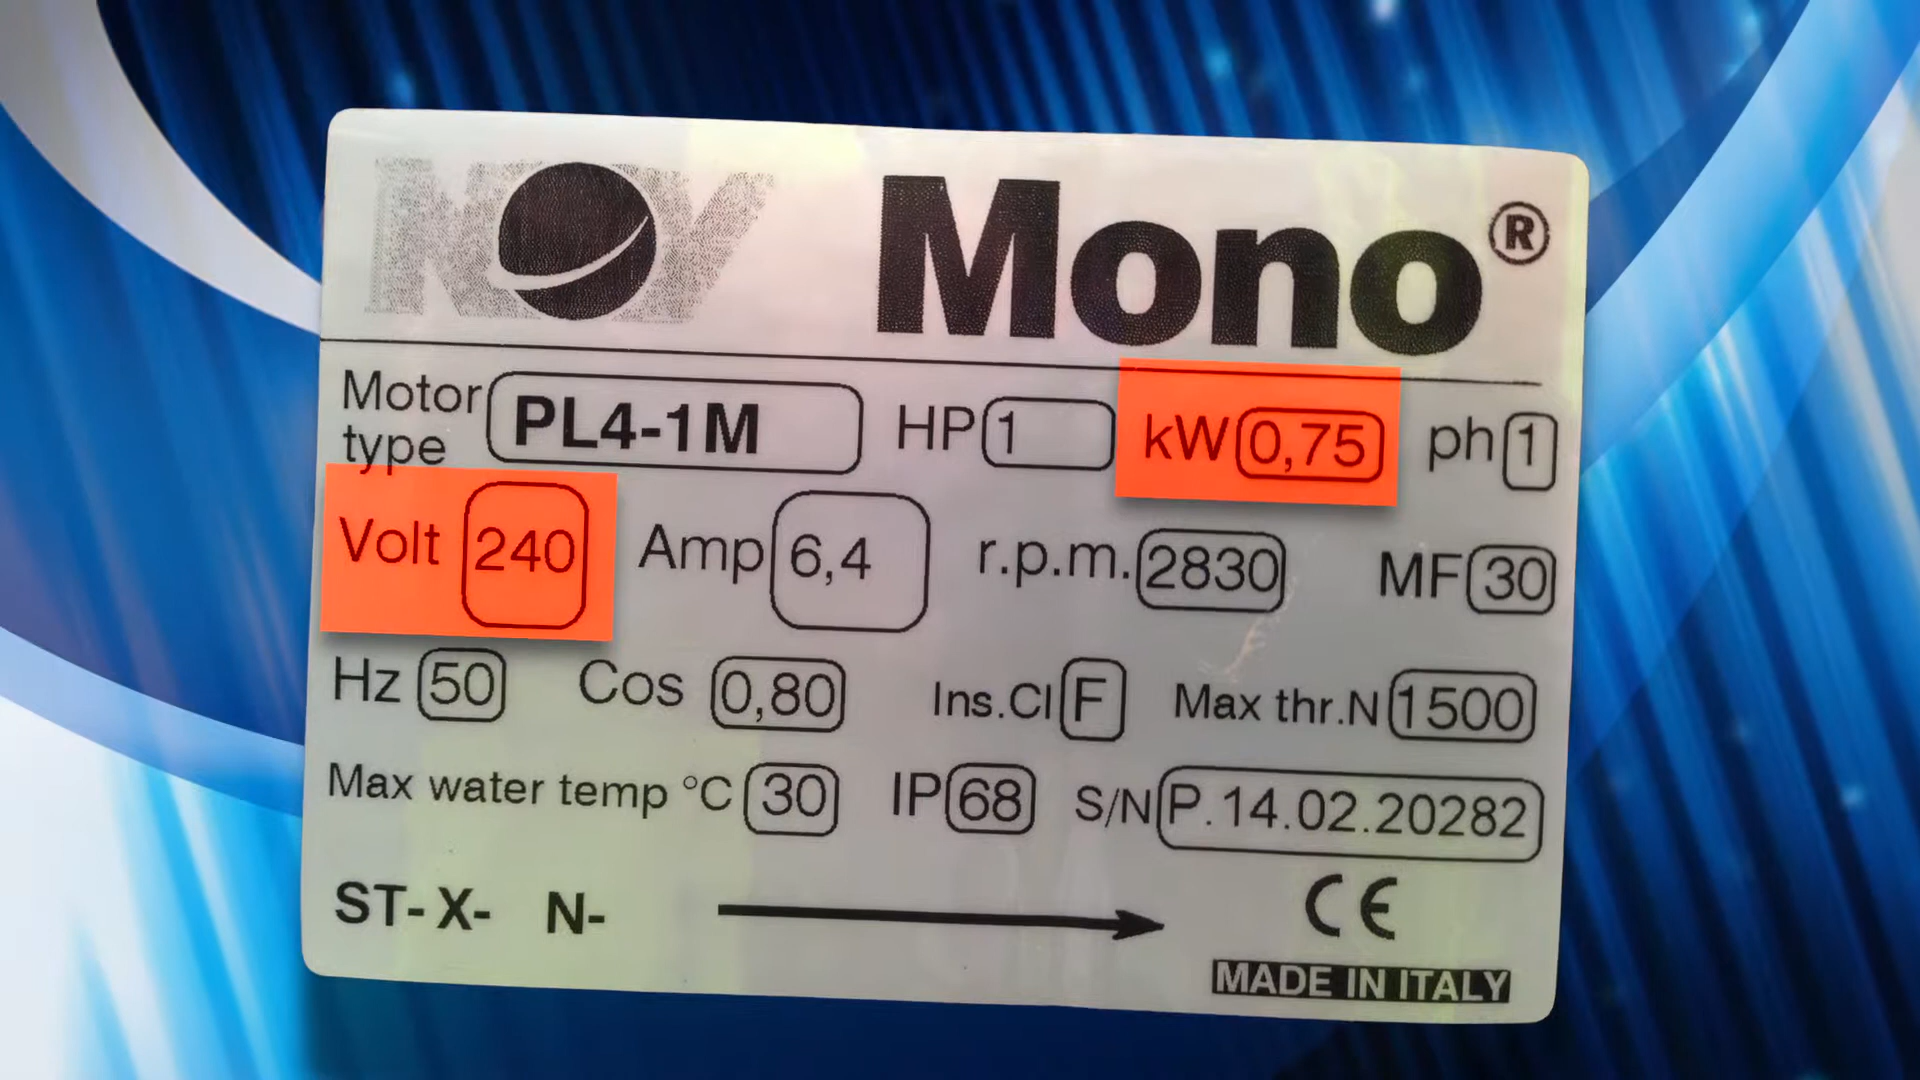 NOV Mono®
Motor type PL4-1M HP 1 kW 0,75 ph 1
Volt 240 Amp 6,4 r.p.m. 2830 MF 30
Hz 50 Cos 0,80 Ins.Cl F Max thr.N 1500
Max water temp °C 30 IP 68 S/N P.14.02.20282
ST- X- N- CE
MADE IN ITALY